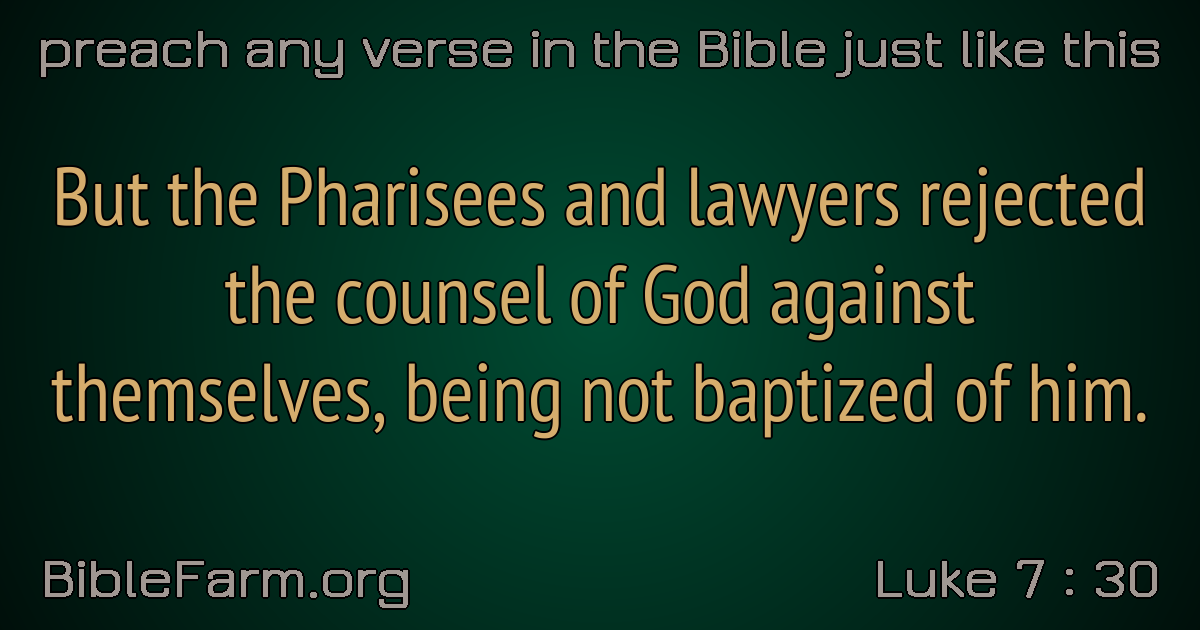 preach any verse in the Bible just like this
But the Pharisees and lawyers rejected
the counsel of God against
themselves, being not baptized of him.
BibleFarm.org
Luke 7 : 30